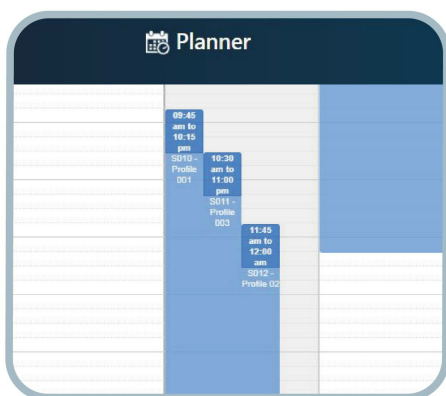 Planner
09:45
am to
10:15
pm
S010 -
Profile
001
10:30
am to
11:00
pm
S011 -
Profile
003
11:45
am to
12:00
am
S012 -
Profile 02